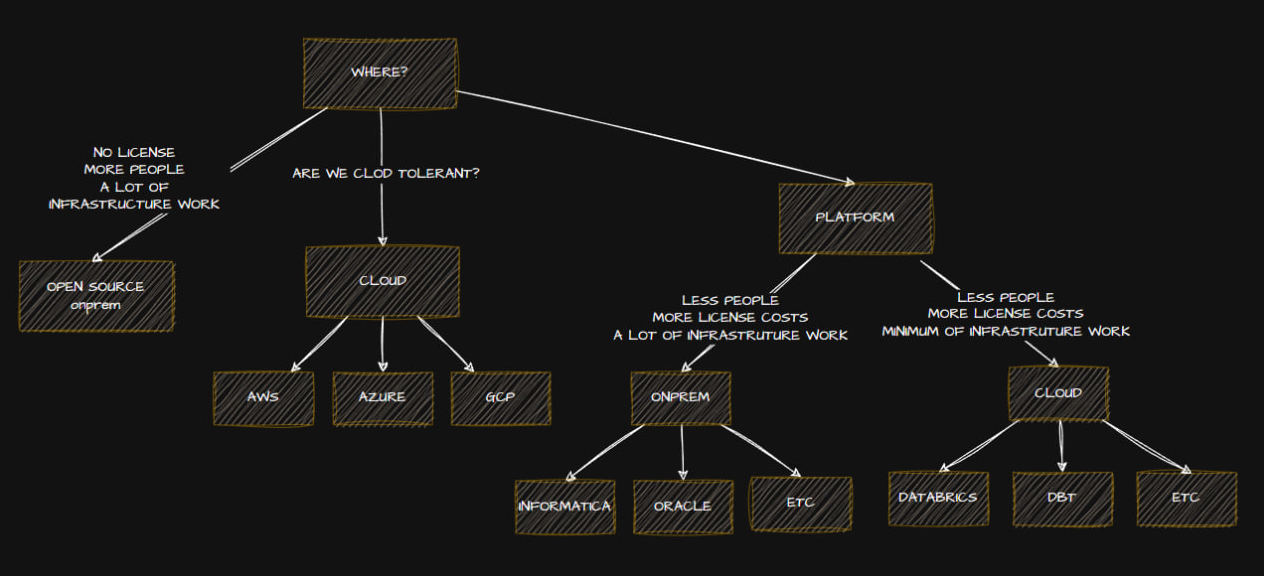 WHERE?
NO LICENSE
MORE PEOPLE
A LOT OF
INFRASTRUCTURE WORK
ARE WE CLOD TOLERANT?
PLATFORM
OPEN SOURCE
onprem
CLOUD
LESS PEOPLE
MORE LICENSE COSTS
A LOT OF INFRASTRUTURE WORK
LESS PEOPLE
MORE LICENSE COSTS
MINIMUM OF INFRASTRUTURE WORK
AWS
AZURE
GCP
ONPREM
CLOUD
INFORMATICA
ORACLE
ETC
DATABRICS
DBT
ETC